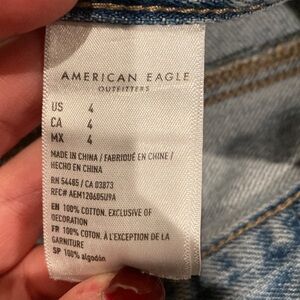 AMERICAN EAGLE
OUTFITTERS
US 4
CA 4
MX 4
MADE IN CHINA / FABRIQUÉ EN CHINE /
HECHO EN CHINA
RN 54485 / CA 03873
RFC# AEM120605U9A
EN 100% COTTON. EXCLUSIVE OF
DECORATION
FR 100% COTON. À L'EXCEPTION DE LA
GARNITURE
SP 100% algodón